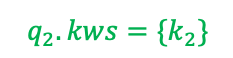 q₂.kws = {k₂}